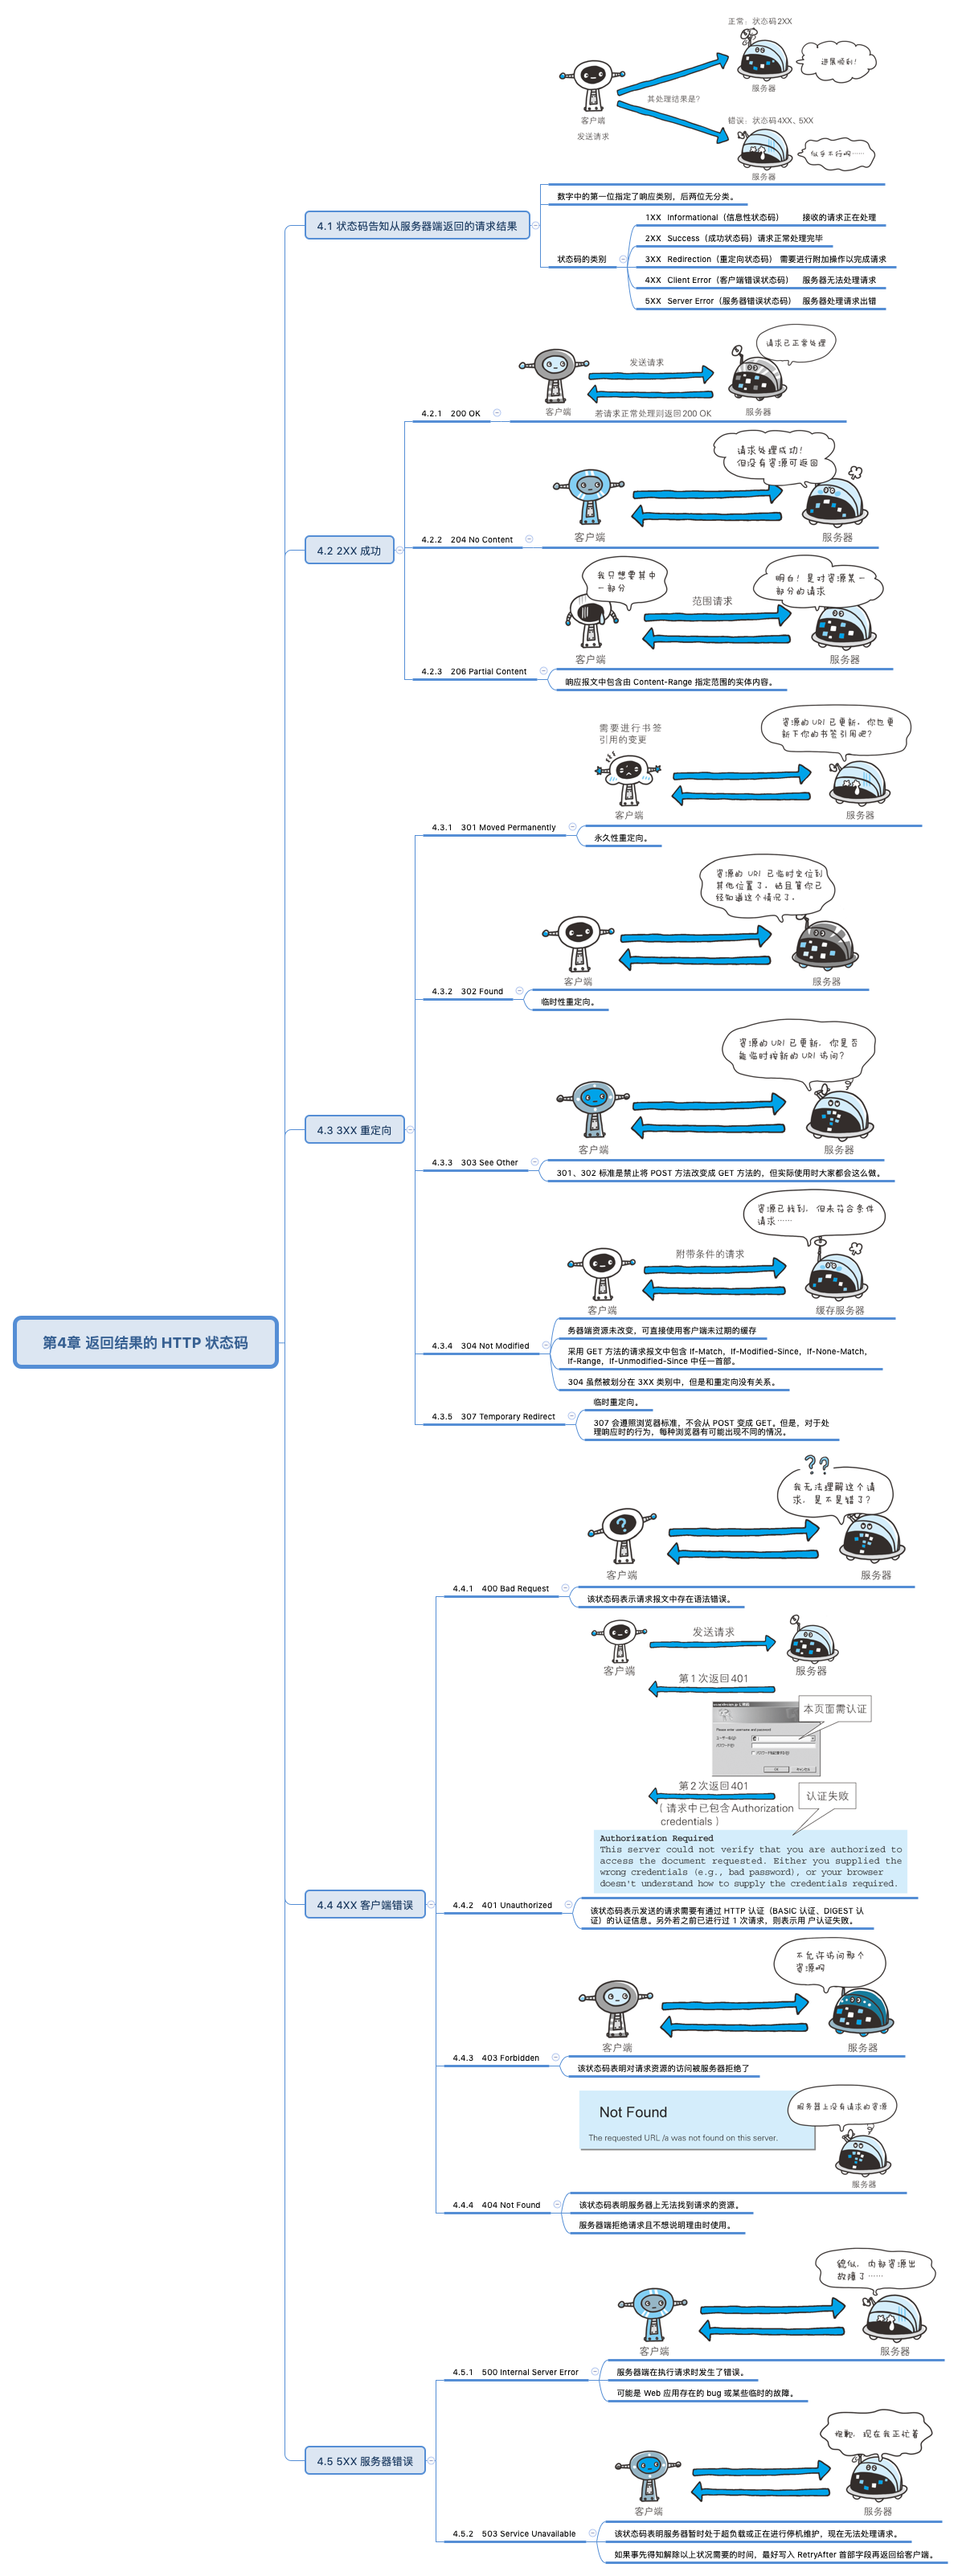 第4章 返回结果的 HTTP 状态码
4.1 状态码告知从服务器端返回的请求结果
正常：状态码2XX
进展顺利！
服务器
其处理结果是？
客户端
发送请求
错误：状态码4XX、5XX
似乎不行啊……
服务器
数字中的第一位指定了响应类别，后两位无分类。
状态码的类别
1XX Informational（信息性状态码） 接收的请求正在处理
2XX Success（成功状态码）请求正常处理完毕
3XX Redirection（重定向状态码） 需要进行附加操作以完成请求
4XX Client Error（客户端错误状态码） 服务器无法处理请求
5XX Server Error（服务器错误状态码） 服务器处理请求出错
4.2 2XX 成功
请求已正常处理
发送请求
客户端
若请求正常处理则返回200 OK
服务器
4.2.1 200 OK
请求处理成功！
但没有资源可返回
客户端
服务器
4.2.2 204 No Content
我只想要其中
一部分
明白！是对资源某一
部分的请求
范围请求
客户端
服务器
4.2.3 206 Partial Content
响应报文中包含由 Content-Range 指定范围的实体内容。
4.3 3XX 重定向
需要进行书签
引用的变更
资源的 URI 已更新，你也更
新下你的书签引用吧？
客户端
服务器
4.3.1 301 Moved Permanently
永久性重定向。
资源的 URI 已临时定位到
其他位置了，姑且算你已
经知道这个情况了。
客户端
服务器
4.3.2 302 Found
临时性重定向。
资源的 URI 已更新，你是否
能临时按新的 URI 访问？
客户端
服务器
4.3.3 303 See Other
301、302 标准是禁止将 POST 方法改变成 GET 方法的，但实际使用时大家都会这么做。
资源已找到，但未符合条件
请求……
附带条件的请求
客户端
缓存服务器
4.3.4 304 Not Modified
务器端资源未改变，可直接使用客户端未过期的缓存
采用 GET 方法的请求报文中包含 If-Match，If-Modified-Since，If-None-Match，
If-Range，If-Unmodified-Since 中任一首部。
304 虽然被划分在 3XX 类别中，但是和重定向没有关系。
4.3.5 307 Temporary Redirect
临时重定向。
307 会遵照浏览器标准，不会从 POST 变成 GET。但是，对于处
理响应时的行为，每种浏览器有可能出现不同的情况。
4.4 4XX 客户端错误
??
我无法理解这个请
求，是不是错了？
?
客户端
服务器
4.4.1 400 Bad Request
该状态码表示请求报文中存在语法错误。
发送请求
客户端
服务器
第1次返回401
本页面需认证
Please enter username and password
第2次返回401
（请求中已包含Authorization
credentials）
认证失败
Authorization Required
This server could not verify that you are authorized to
access the document requested. Either you supplied the
wrong credentials (e.g., bad password), or your browser
doesn't understand how to supply the credentials required.
4.4.2 401 Unauthorized
该状态码表示发送的请求需要有通过 HTTP 认证（BASIC 认证、DIGEST 认
证）的认证信息。另外若之前已进行过 1 次请求，则表示用 户认证失败。
不允许访问那个
资源啊
客户端
服务器
4.4.3 403 Forbidden
该状态码表明对请求资源的访问被服务器拒绝了
Not Found
The requested URL /a was not found on this server.
服务器上没有请求的资源
服务器
4.4.4 404 Not Found
该状态码表明服务器上无法找到请求的资源。
服务器端拒绝请求且不想说明理由时使用。
4.5 5XX 服务器错误
貌似，内部资源出
故障了……
客户端
服务器
4.5.1 500 Internal Server Error
服务器端在执行请求时发生了错误。
可能是 Web 应用存在的 bug 或某些临时的故障。
抱歉，现在我正忙着
客户端
服务器
4.5.2 503 Service Unavailable
该状态码表明服务器暂时处于超负载或正在进行停机维护，现在无法处理请求。
如果事先得知解除以上状况需要的时间，最好写入 RetryAfter 首部字段再返回给客户端。